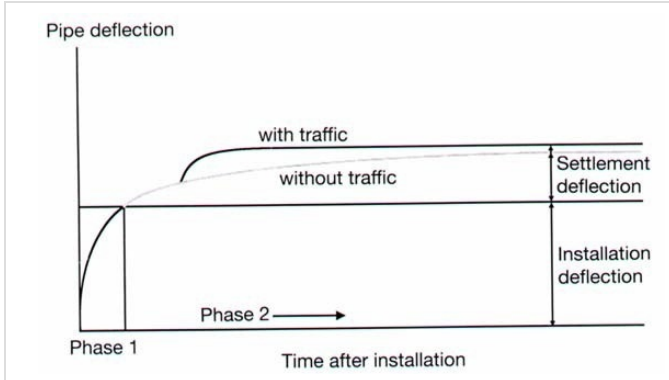 Pipe deflection
with traffic
without traffic
Settlement
deflection
Installation
deflection
Phase 2
Phase 1
Time after installation